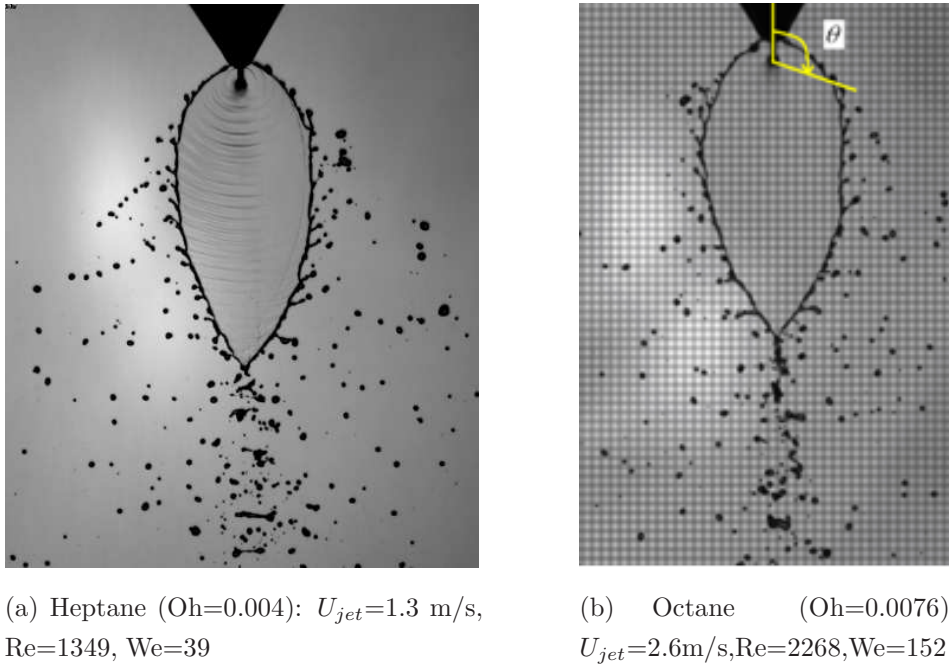 θ
(a) Heptane (Oh=0.004): U_jet=1.3 m/s,
Re=1349, We=39
(b) Octane (Oh=0.0076)
U_jet=2.6m/s,Re=2268,We=152